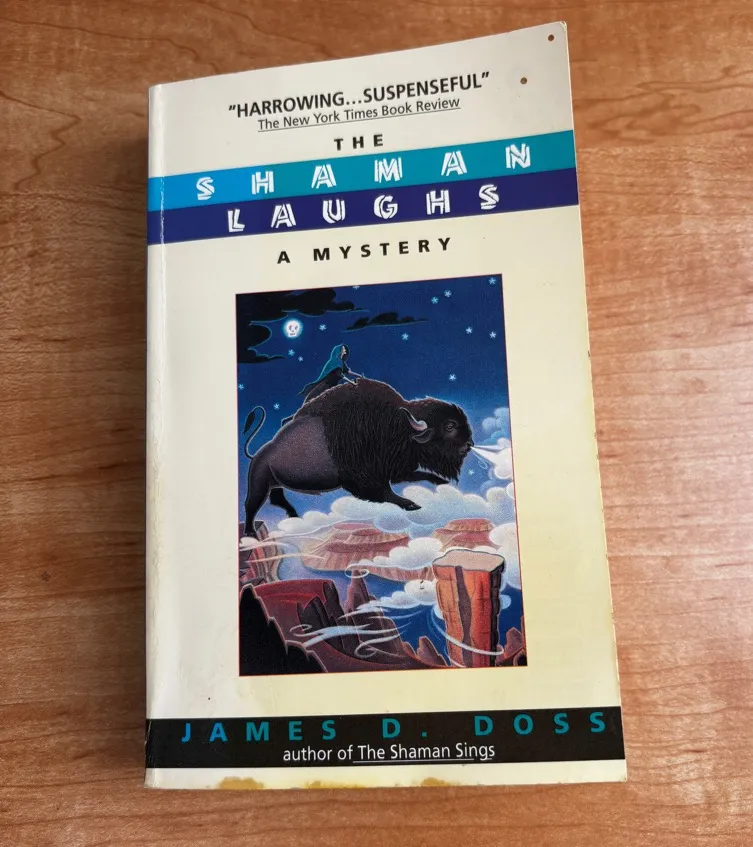 "HARROWING...SUSPENSEFUL"
The New York Times Book Review
THE
SHAMAN
LAUGHS
A MYSTERY
JAMES D. DOSS
author of The Shaman Sings